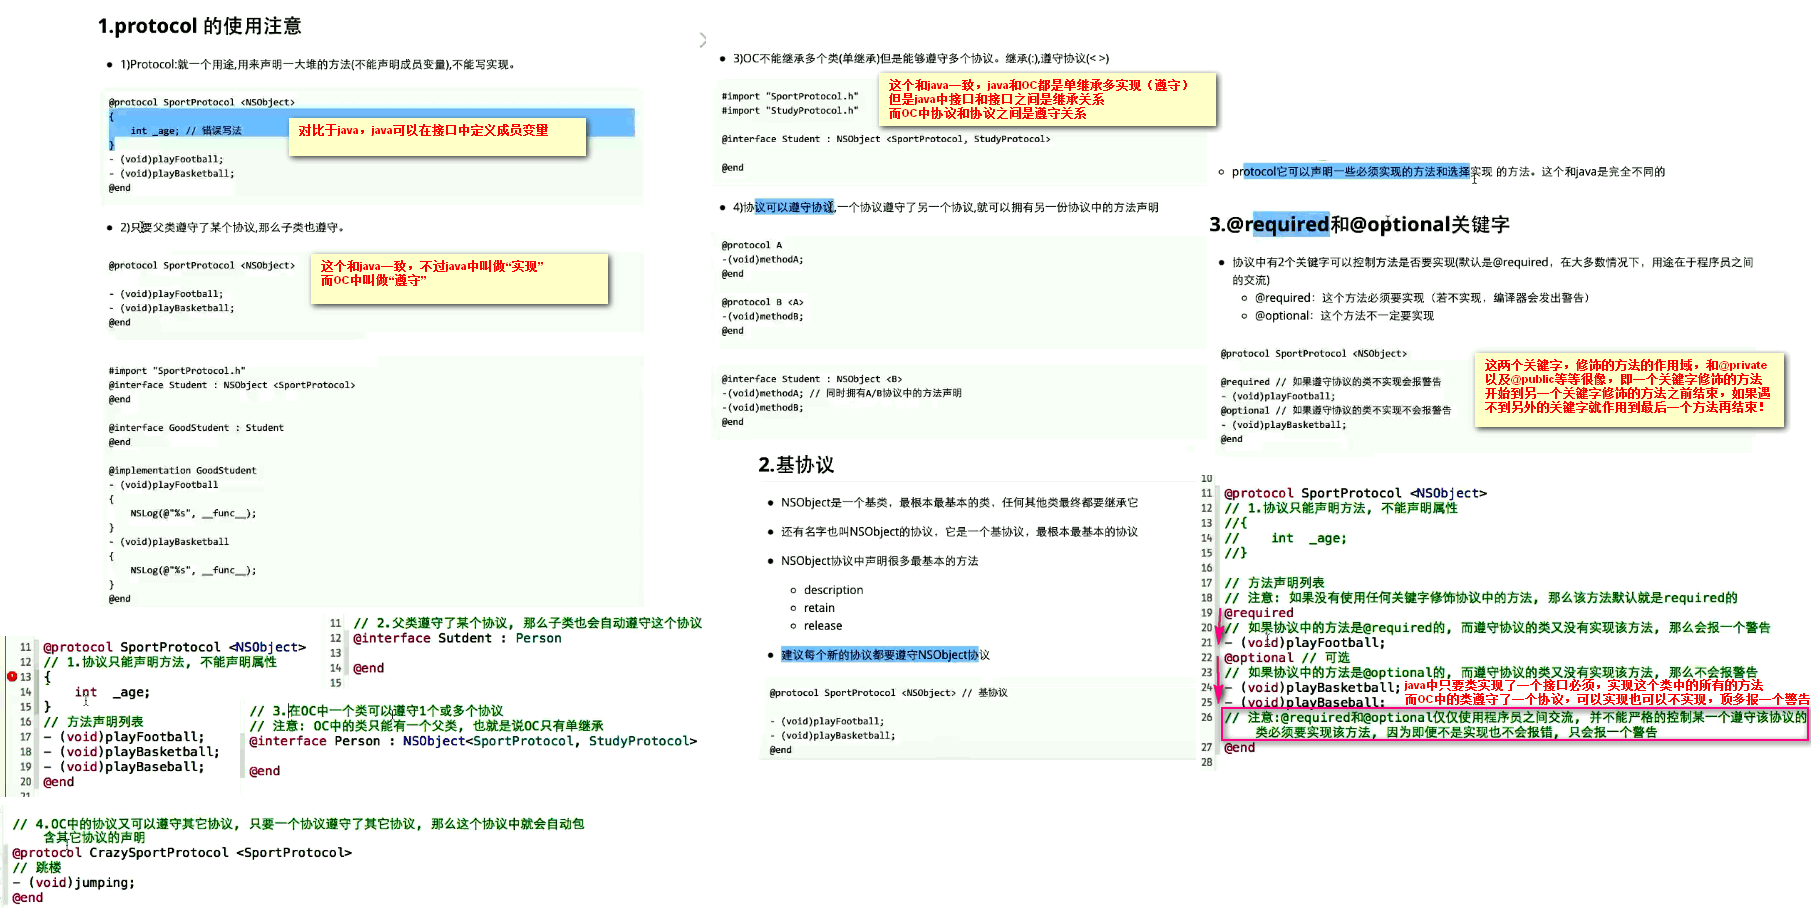 1.protocol 的使用注意
1)Protocol:就一个用途,用来声明一大堆的方法(不能声明成员变量),不能写实现。
@protocol SportProtocol <NSObject>
{
int _age; // 错误写法
}
- (void)playFootball;
- (void)playBasketball;
@end
对比于java，java可以在接口中定义成员变量
2)只要父类遵守了某个协议,那么子类也遵守。
@protocol SportProtocol <NSObject>
- (void)playFootball;
- (void)playBasketball;
@end
这个和java一致，不过java中叫做“实现”
而OC中叫做“遵守”
#import "SportProtocol.h"
@interface Student : NSObject <SportProtocol>
@end
@interface GoodStudent : Student
@end
@implementation GoodStudent
- (void)playFootball
{
NSLog(@"%s", __func__);
}
- (void)playBasketball
{
NSLog(@"%s", __func__);
}
@end
11 @protocol SportProtocol <NSObject>
12 // 1.协议只能声明方法, 不能声明属性
13 {
14 int _age;
15 }
16 // 方法声明列表
17 - (void)playFootball;
18 - (void)playBasketball;
19 - (void)playBaseball;
20 @end
21
11 // 2.父类遵守了某个协议, 那么子类也会自动遵守这个协议
12 @interface Sutdent : Person
13
14 @end
15
// 3.在OC中一个类可以遵守1个或多个协议
// 注意: OC中的类只能有一个父类, 也就是说OC只有单继承
@interface Person : NSObject<SportProtocol, StudyProtocol>
@end
// 4.OC中的协议又可以遵守其它协议, 只要一个协议遵守了其它协议, 那么这个协议中就会自动包
含其它协议的声明
@protocol CrazySportProtocol <SportProtocol>
// 跳楼
- (void)jumping;
@end
3)OC不能继承多个类(单继承)但是能够遵守多个协议。继承(:),遵守协议(< >)
#import "SportProtocol.h"
#import "StudyProtocol.h"
@interface Student : NSObject <SportProtocol, StudyProtocol>
@end
这个和java一致，java和OC都是单继承多实现（遵守）
但是java中接口和接口之间是继承关系
而OC中协议和协议之间是遵守关系
4)协议可以遵守协议,一个协议遵守了另一个协议,就可以拥有另一份协议中的方法声明
@protocol A
-(void)methodA;
@end
@protocol B <A>
-(void)methodB;
@end
@interface Student : NSObject <B>
-(void)methodA; // 同时拥有A/B协议中的方法声明
-(void)methodB;
@end
2.基协议
NSObject是一个基类，最根本最基本的类，任何其他类最终都要继承它
还有名字也叫NSObject的协议，它是一个基协议，最根本最基本的协议
NSObject协议中声明很多最基本的方法
description
retain
release
建议每个新的协议都要遵守NSObject协议
@protocol SportProtocol <NSObject> // 基协议
- (void)playFootball;
- (void)playBasketball;
@end
protocol它可以声明一些必须实现的方法和选择实现 的方法。这个和java是完全不同的
3.@required和@optional关键字
协议中有2个关键字可以控制方法是否要实现(默认是@required，在大多数情况下，用途在于程序员之间
的交流)
@required：这个方法必须要实现（若不实现，编译器会发出警告）
@optional：这个方法不一定要实现
@protocol SportProtocol <NSObject>
@required // 如果遵守协议的类不实现会报警告
- (void)playFootball;
@optional // 如果遵守协议的类不实现不会报警告
- (void)playBasketball;
@end
这两个关键字，修饰的方法的作用域，和@private
以及@public等等很像，即一个关键字修饰的方法
开始到另一个关键字修饰的方法之前结束，如果遇
不到另外的关键字就作用到最后一个方法再结束！
10
11 @protocol SportProtocol <NSObject>
12 // 1.协议只能声明方法, 不能声明属性
13 //{
14 // int _age;
15 //}
16
17 // 方法声明列表
18 // 注意: 如果没有使用任何关键字修饰协议中的方法, 那么该方法默认就是required的
19 @required
20 // 如果协议中的方法是@required的, 而遵守协议的类又没有实现该方法, 那么会报一个警告
21 - (void)playFootball;
22 @optional // 可选
23 // 如果协议中的方法是@optional的, 而遵守协议的类又没有实现该方法, 那么不会报警告
24 - (void)playBasketball;
25 - (void)playBaseball;
java中只要类实现了一个接口必须，实现这个类中的所有的方法
而OC中的类遵守了一个协议，可以实现也可以不实现，顶多报一个警告
26 // 注意:@required和@optional仅仅使用程序员之间交流, 并不能严格的控制某一个遵守该协议的
类必须要实现该方法, 因为即便不是实现也不会报错, 只会报一个警告
27 @end
28